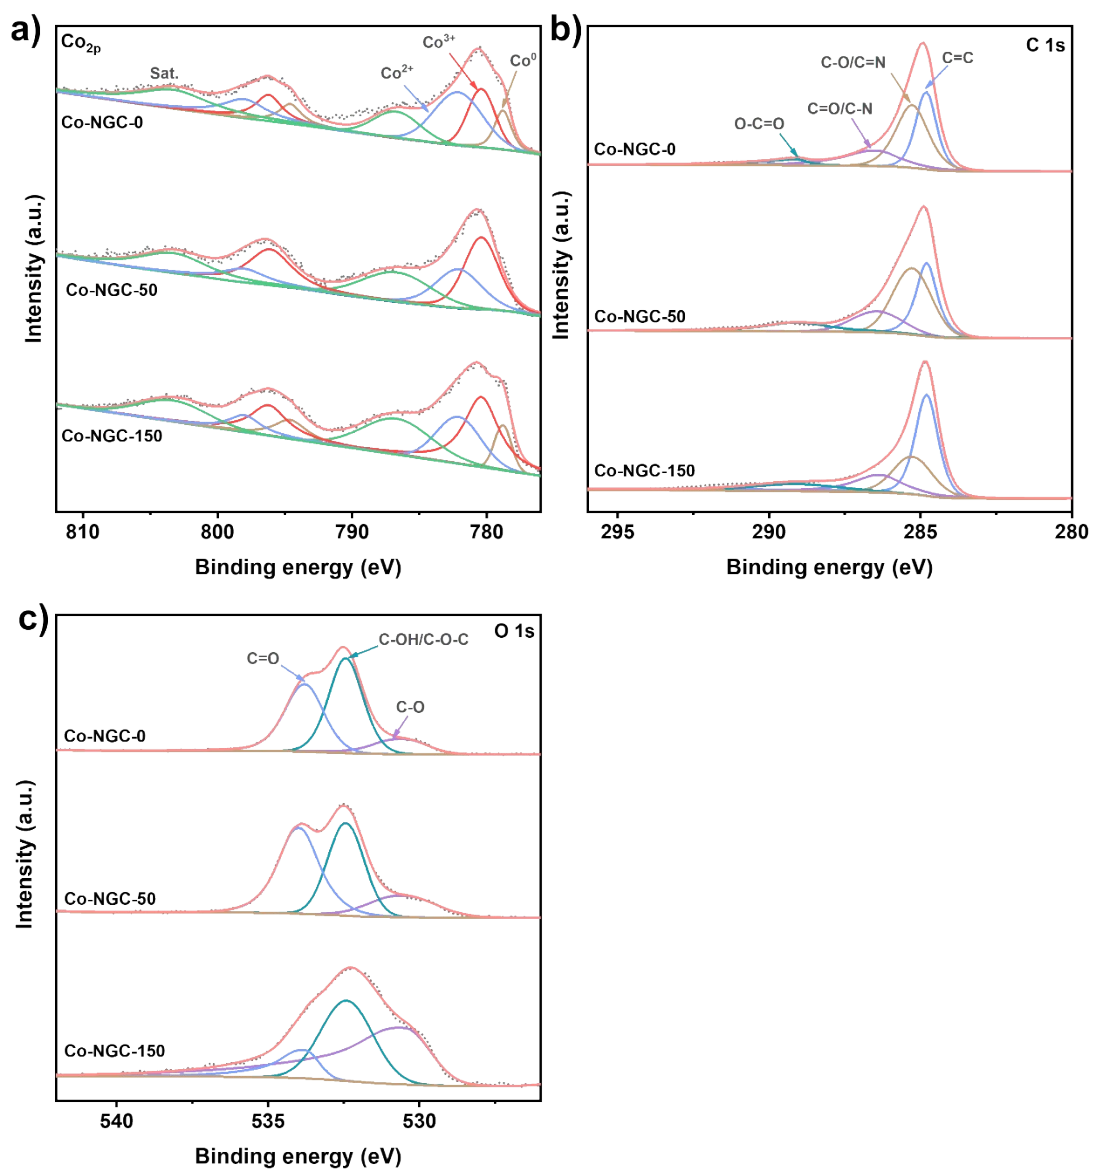 a)
Co2p
Sat.
Co2+
Co3+
Co0
Co-NGC-0
Co-NGC-50
Co-NGC-150
Intensity (a.u.)
810 800 790 780
Binding energy (eV)
b)
C 1s
C-O/C=N
C=C
C=O/C-N
O-C=O
Co-NGC-0
Co-NGC-50
Co-NGC-150
Intensity (a.u.)
295 290 285 280
Binding energy (eV)
c)
O 1s
C-OH/C-O-C
C=O
C-O
Co-NGC-0
Co-NGC-50
Co-NGC-150
Intensity (a.u.)
540 535 530
Binding energy (eV)